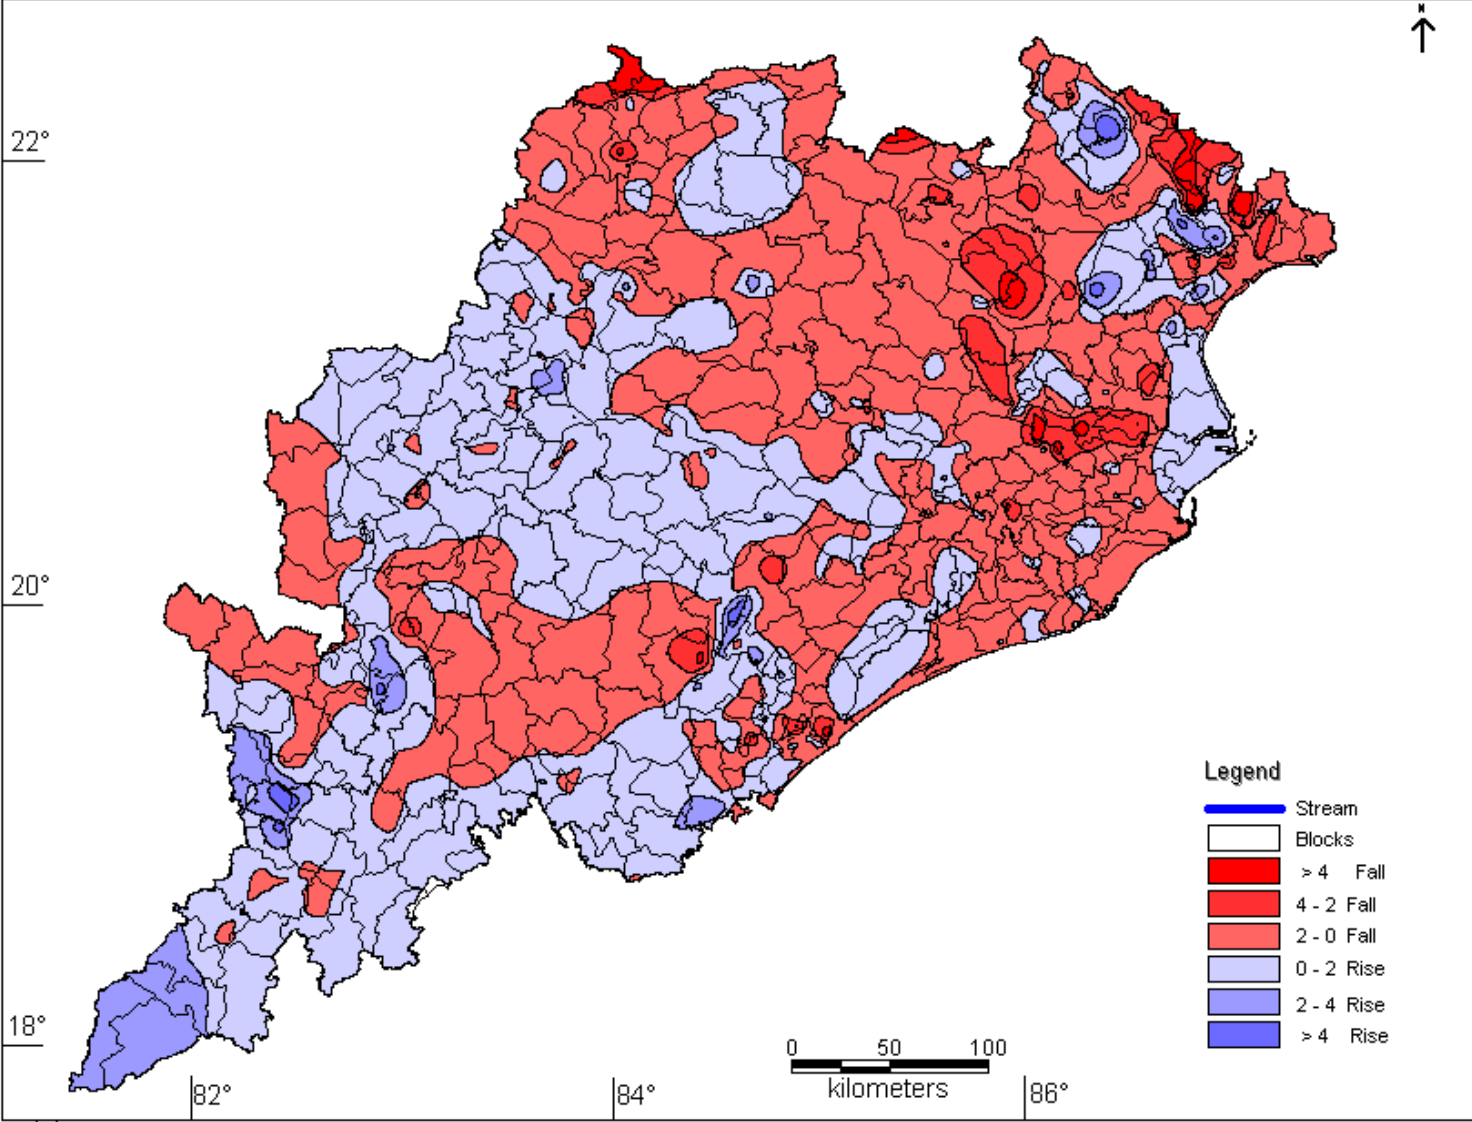 N
22°
20°
18°
82°
84°
86°
0 50 100
kilometers
Legend
Stream
Blocks
> 4 Fall
4 - 2 Fall
2 - 0 Fall
0 - 2 Rise
2 - 4 Rise
> 4 Rise